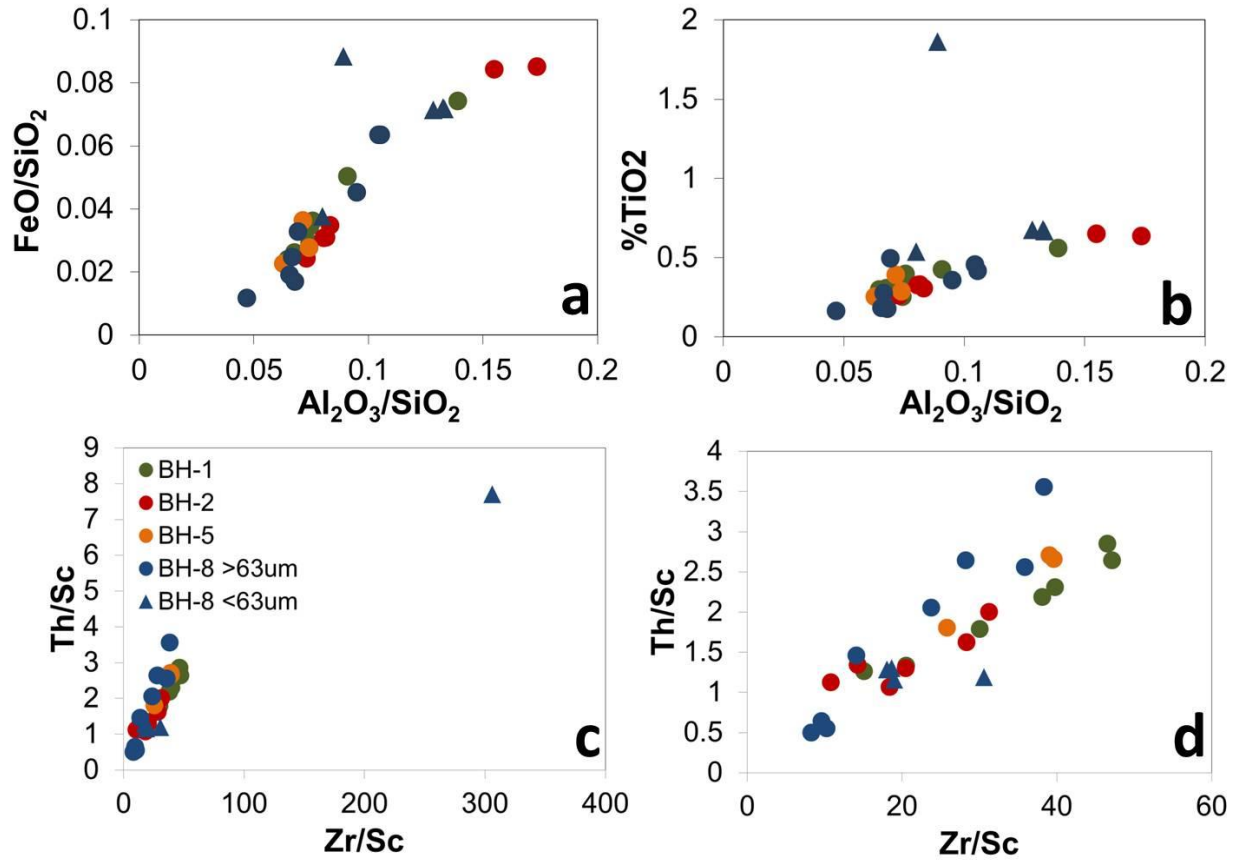 0.1
0.08
0.06
0.04
0.02
0
FeO/SiO₂
0 0.05 0.1 0.15 0.2
Al₂O₃/SiO₂
a
2
1.5
1
0.5
0
%TiO2
0 0.05 0.1 0.15 0.2
Al₂O₃/SiO₂
b
9
8
7
6
5
4
3
2
1
0
Th/Sc
BH-1
BH-2
BH-5
BH-8 >63um
BH-8 <63um
0 100 200 300 400
Zr/Sc
c
4
3.5
3
2.5
2
1.5
1
0.5
0
Th/Sc
0 20 40 60
Zr/Sc
d